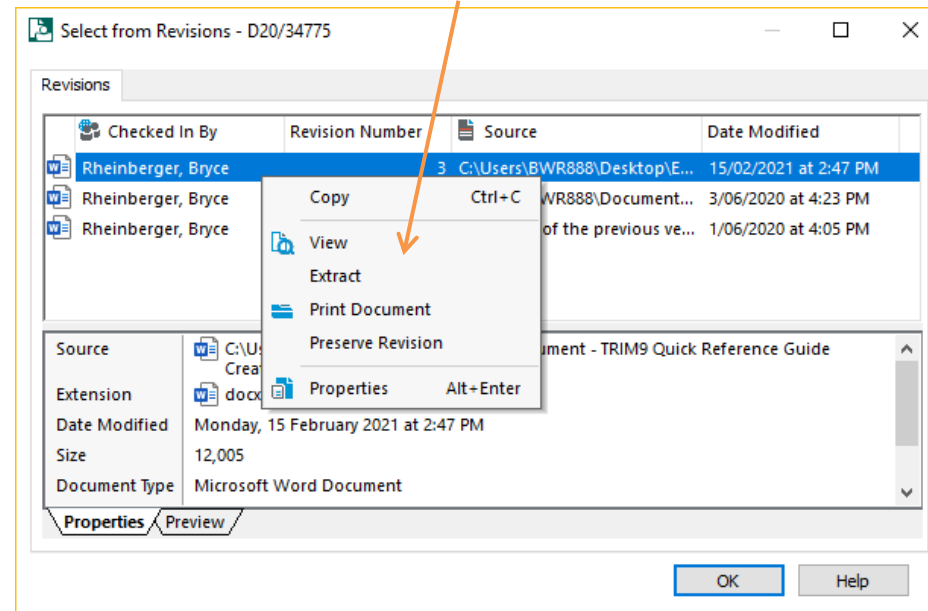 Select from Revisions - D20/34775
Revisions
Checked In By Revision Number Source Date Modified
Rheinberger, Bryce 3 C:\Users\BWR888\Desktop\E... 15/02/2021 at 2:47 PM
Rheinberger, Bryce WR888\Document... 3/06/2020 at 4:23 PM
Rheinberger, Bryce of the previous ve... 1/06/2020 at 4:05 PM
Copy Ctrl+C
View
Extract
Print Document
Preserve Revision
Properties Alt+Enter
Source C:\U ument - TRIM9 Quick Reference Guide
Crea
Extension docx
Date Modified Monday, 15 February 2021 at 2:47 PM
Size 12,005
Document Type Microsoft Word Document
Properties Preview
OK Help